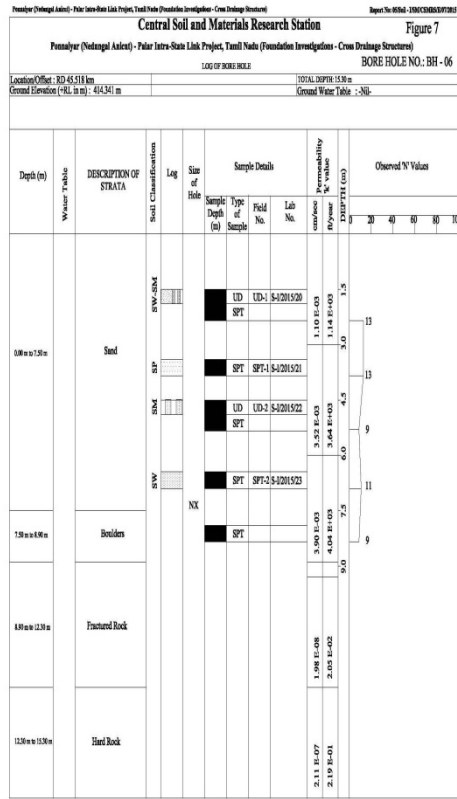 Ponnaiyar (Nedungal Anicut) - Palar Intra-State Link Project, Tamil Nadu (Foundation Investigations - Cross Drainage Structures)
Central Soil and Materials Research Station
Figure 7
Ponnaiyar (Nedungal Anicut) - Palar Intra-State Link Project, Tamil Nadu (Foundation Investigations - Cross Drainage Structures)
LOG OF BORE HOLE
BORE HOLE NO.: BH - 06
Location/Offset : RD 45.518 km
TOTAL DEPTH: 15.30 m
Ground Elevation (+RL in m) : 414.341 m
Ground Water Table : -Nil-
Depth (m)
Water Table
DESCRIPTION OF STRATA
Soil Classification
Log
Size of Hole
Sample Details
Sample Depth (m)
Type of Sample
Field No.
Lab No.
Permeability 'k' value
cm/sec
ft/year
DEPTH (m)
Observed 'N' Values
0 20 40 60 80 10
0.00 m to 7.50 m
Sand
SW-SM
UD UD-1 S-I/2015/20
SPT
1.10 E-03
1.14 E+03
1.5
13
3.0
SP
SPT SPT-1 S-I/2015/21
13
SM
UD UD-2 S-I/2015/22
SPT
3.52 E-03
3.64 E+03
4.5
9
6.0
SW
SPT SPT-2 S-I/2015/23
11
NX
7.5
7.50 m to 8.90 m
Boulders
SPT
3.90 E-03
4.04 E+03
9
9.0
8.90 m to 12.30 m
Fractured Rock
1.98 E-08
2.05 E-02
12.30 m to 15.30 m
Hard Rock
2.11 E-07
2.19 E-01